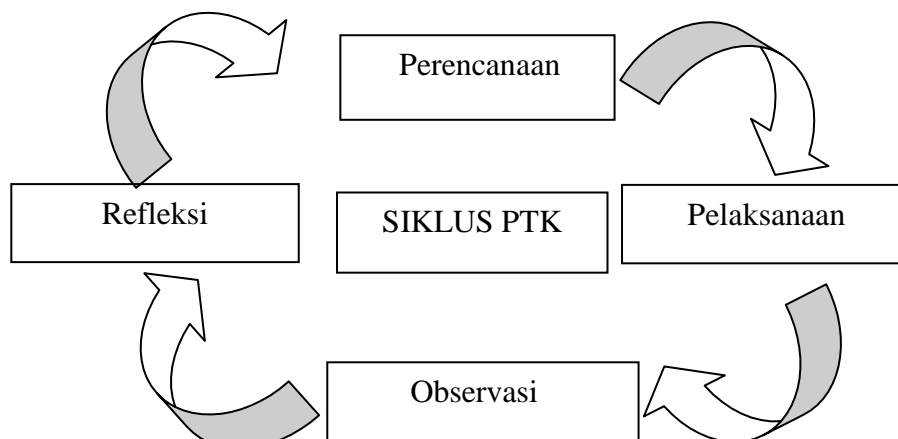 Perencanaan
Refleksi
SIKLUS PTK
Pelaksanaan
Observasi